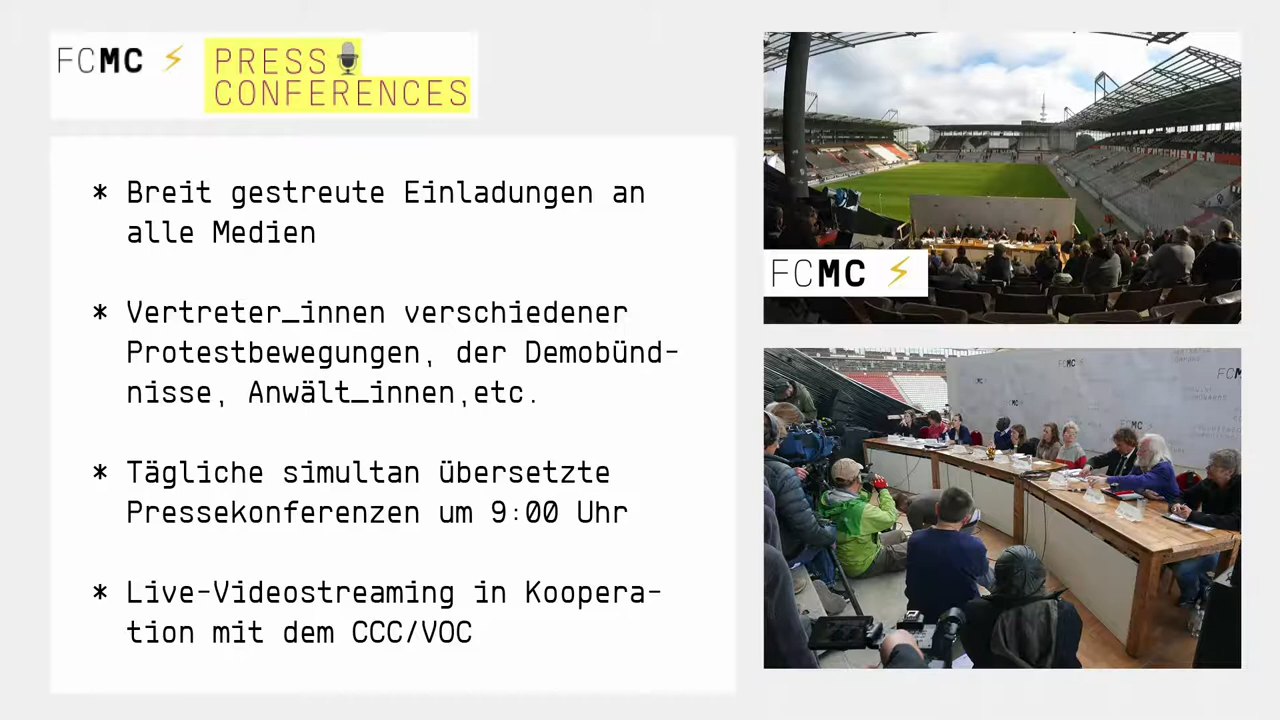 FCMC⚡ PRESS
CONFERENCES
* Breit gestreute Einladungen an
alle Medien
* Vertreter_innen verschiedener
Protestbewegungen, der Demobünd-
nisse, Anwält_innen,etc.
* Tägliche simultan übersetzte
Pressekonferenzen um 9:00 Uhr
* Live-Videostreaming in Koopera-
tion mit dem CCC/VOC
FCMC⚡
FCMC